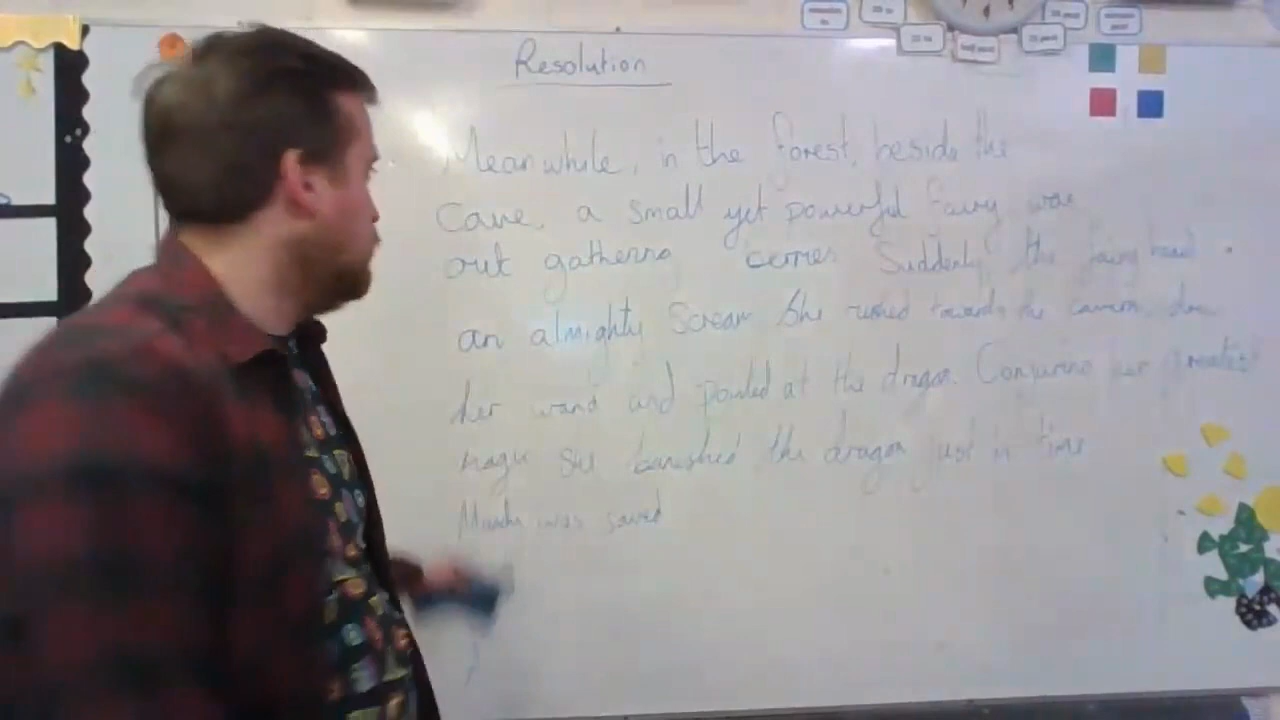 Resolution
Meanwhile, in the forest, beside the
Cave, a small yet powerful fairy was
out gathering berries Suddenly the fairy heard
an almighty scream She rushed towards the cavern, drew
her wand and pointed at the dragon. Conjuring her greatest
magic she banished the dragon just in time
was saved